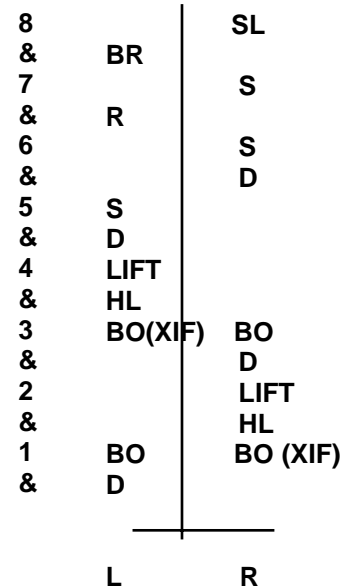 8 SL
& BR
7 S
& R
6 S
& D
5 S
& D
4 LIFT
& HL
3 BO(XIF) BO
& D
2 LIFT
& HL
1 BO BO (XIF)
& D
L R